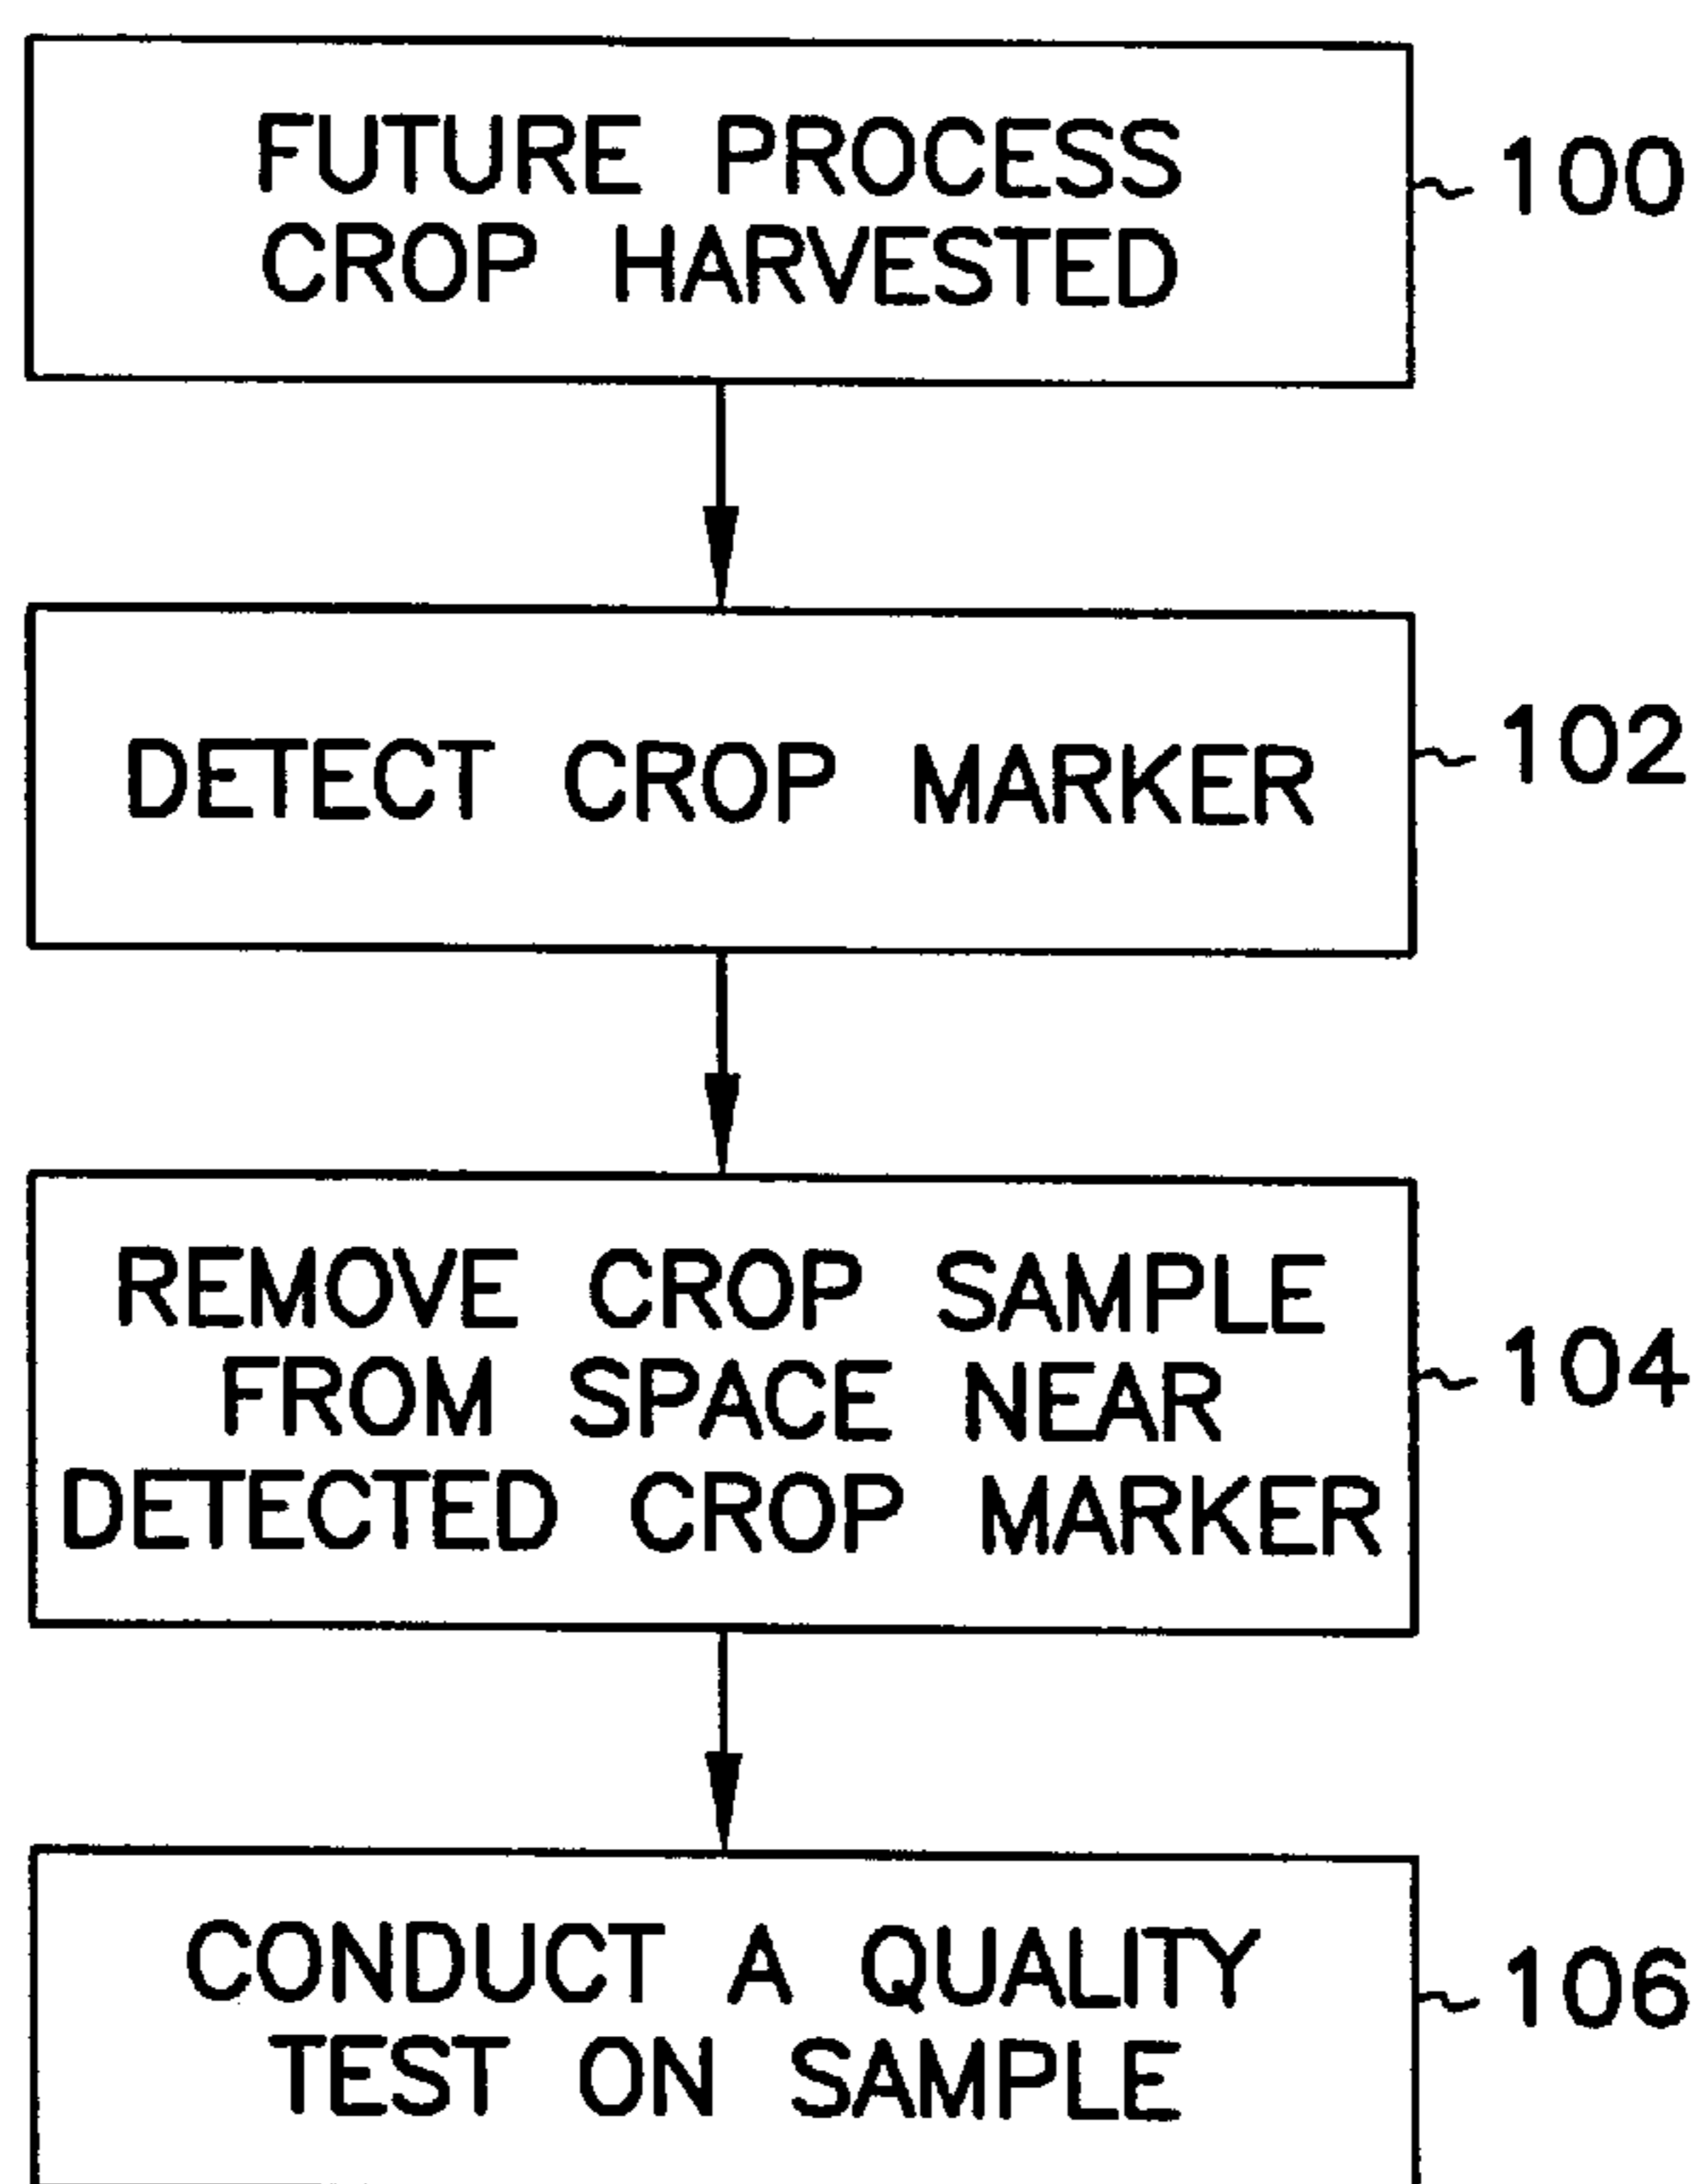 FUTURE PROCESS
CROP HARVESTED
100
DETECT CROP MARKER
102
REMOVE CROP SAMPLE
FROM SPACE NEAR
DETECTED CROP MARKER
104
CONDUCT A QUALITY
TEST ON SAMPLE
106